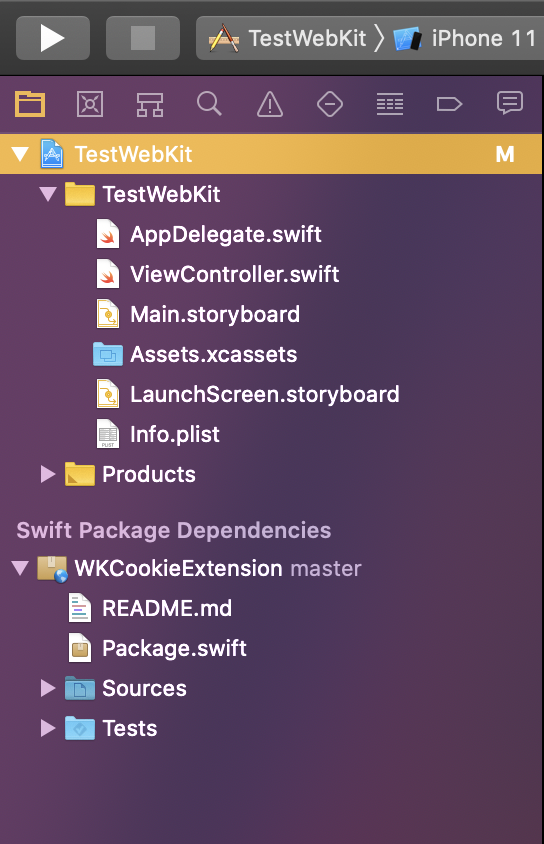 TestWebKit 〉 iPhone 11
TestWebKit M
TestWebKit
AppDelegate.swift
ViewController.swift
Main.storyboard
Assets.xcassets
LaunchScreen.storyboard
PLIST Info.plist
Products
Swift Package Dependencies
WKCookieExtension master
README.md
Package.swift
Sources
Tests